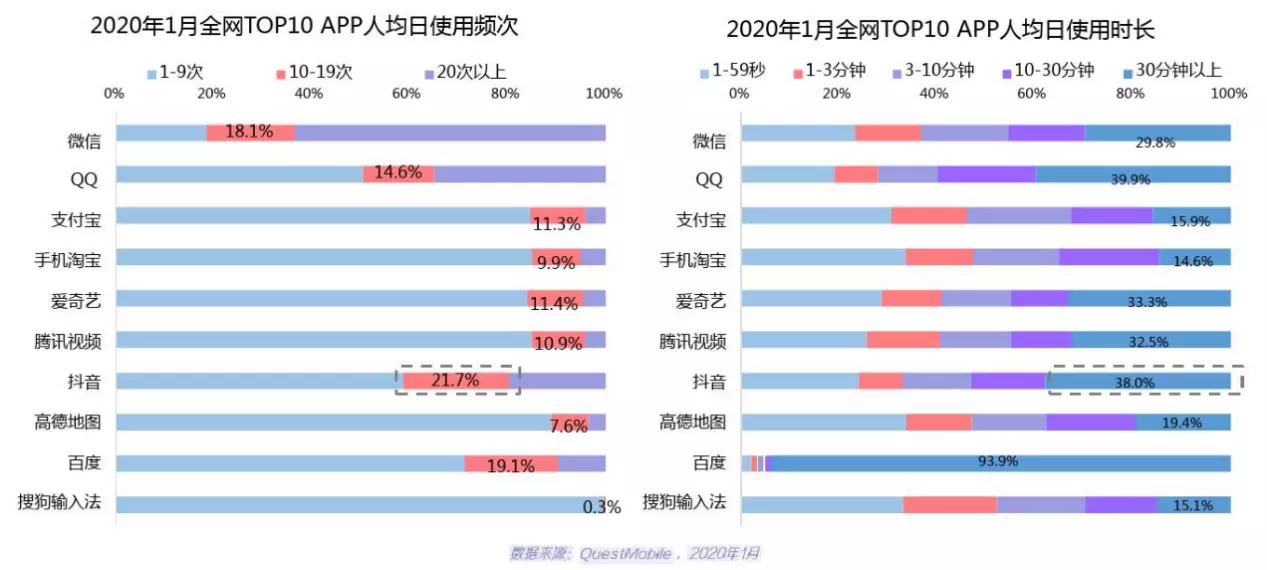 2020年1月全网TOP10 APP人均日使用频次
1-9次 10-19次 20次以上
0% 20% 40% 60% 80% 100%
微信 18.1%
QQ 14.6%
支付宝 11.3%
手机淘宝 9.9%
爱奇艺 11.4%
腾讯视频 10.9%
抖音 21.7%
高德地图 7.6%
百度 19.1%
搜狗输入法 0.3%
2020年1月全网TOP10 APP人均日使用时长
1-59秒 1-3分钟 3-10分钟 10-30分钟 30分钟以上
0% 20% 40% 60% 80% 100%
微信 29.8%
QQ 39.9%
支付宝 15.9%
手机淘宝 14.6%
爱奇艺 33.3%
腾讯视频 32.5%
抖音 38.0%
高德地图 19.4%
百度 93.9%
搜狗输入法 15.1%
数据来源：QuestMobile，2020年1月